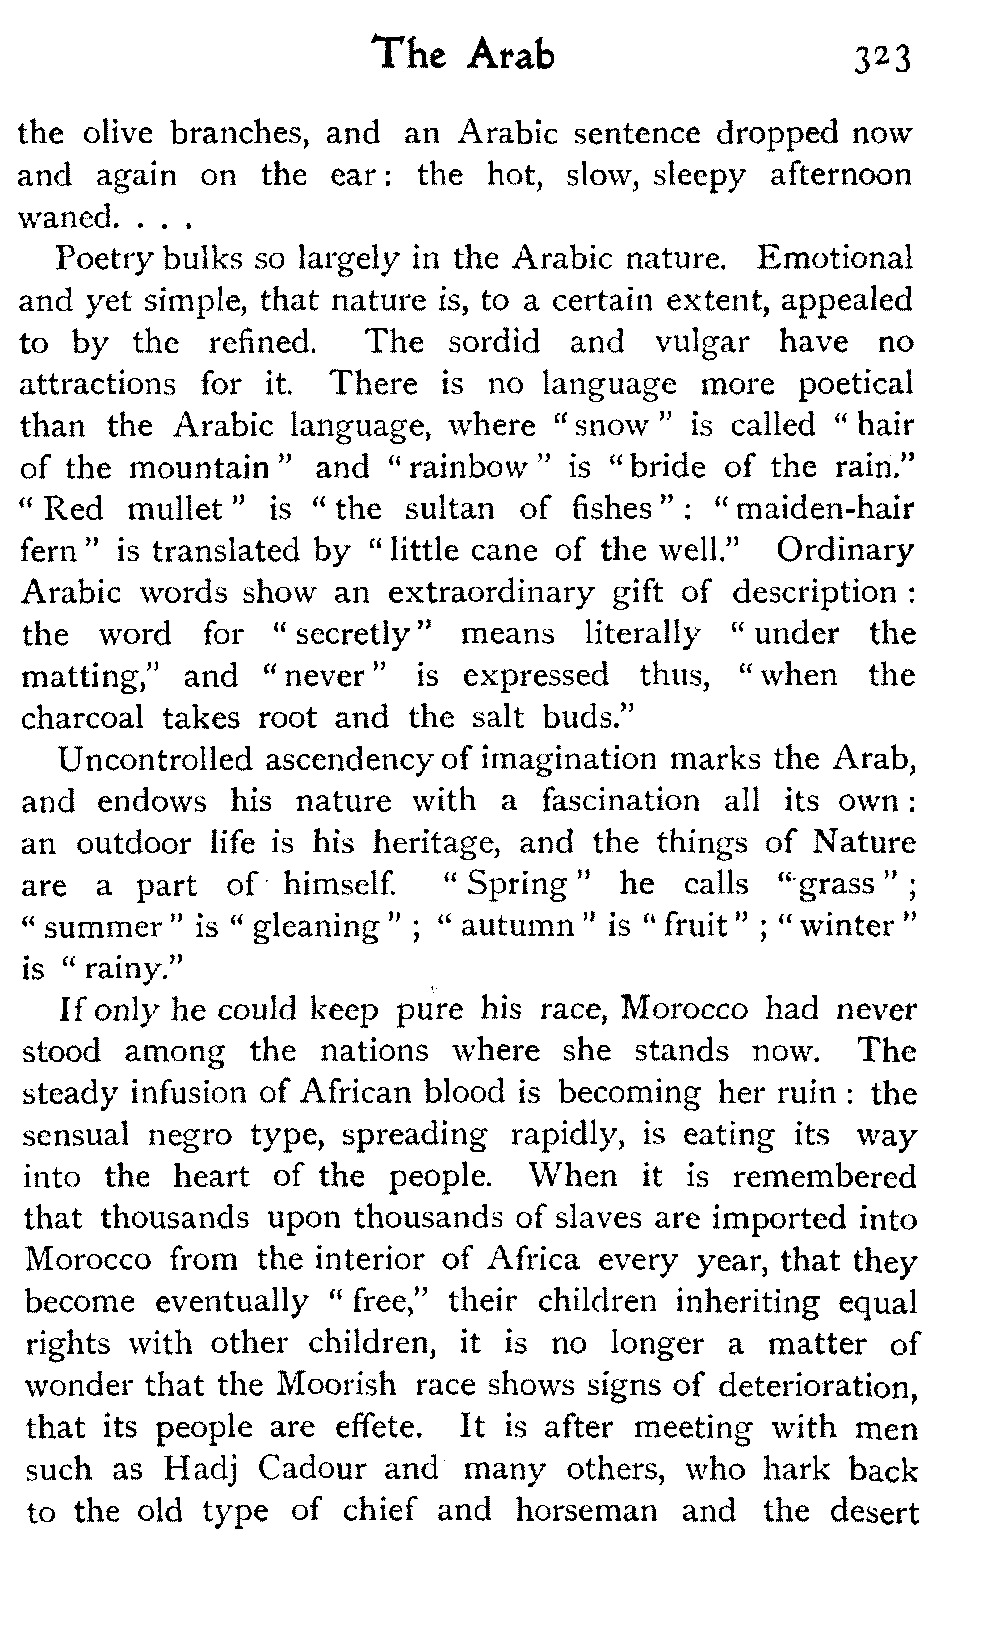 The Arab 323
the olive branches, and an Arabic sentence dropped now
and again on the ear: the hot, slow, sleepy afternoon
waned. . . .
Poetry bulks so largely in the Arabic nature. Emotional
and yet simple, that nature is, to a certain extent, appealed
to by the refined. The sordid and vulgar have no
attractions for it. There is no language more poetical
than the Arabic language, where "snow" is called "hair
of the mountain" and "rainbow" is "bride of the rain."
"Red mullet" is "the sultan of fishes": "maiden-hair
fern" is translated by "little cane of the well." Ordinary
Arabic words show an extraordinary gift of description:
the word for "secretly" means literally "under the
matting," and "never" is expressed thus, "when the
charcoal takes root and the salt buds."
Uncontrolled ascendency of imagination marks the Arab,
and endows his nature with a fascination all its own:
an outdoor life is his heritage, and the things of Nature
are a part of himself. "Spring" he calls "grass";
"summer" is "gleaning"; "autumn" is "fruit"; "winter"
is "rainy."
If only he could keep pure his race, Morocco had never
stood among the nations where she stands now. The
steady infusion of African blood is becoming her ruin: the
sensual negro type, spreading rapidly, is eating its way
into the heart of the people. When it is remembered
that thousands upon thousands of slaves are imported into
Morocco from the interior of Africa every year, that they
become eventually "free," their children inheriting equal
rights with other children, it is no longer a matter of
wonder that the Moorish race shows signs of deterioration,
that its people are effete. It is after meeting with men
such as Hadj Cadour and many others, who hark back
to the old type of chief and horseman and the desert